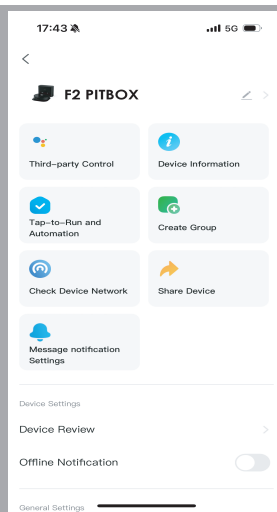 17:43
5G
F2 PITBOX
Third-party Control
Device Information
Tap-to-Run and
Automation
Create Group
Check Device Network
Share Device
Message notification
Settings
Device Settings
Device Review
Offline Notification
General Settings